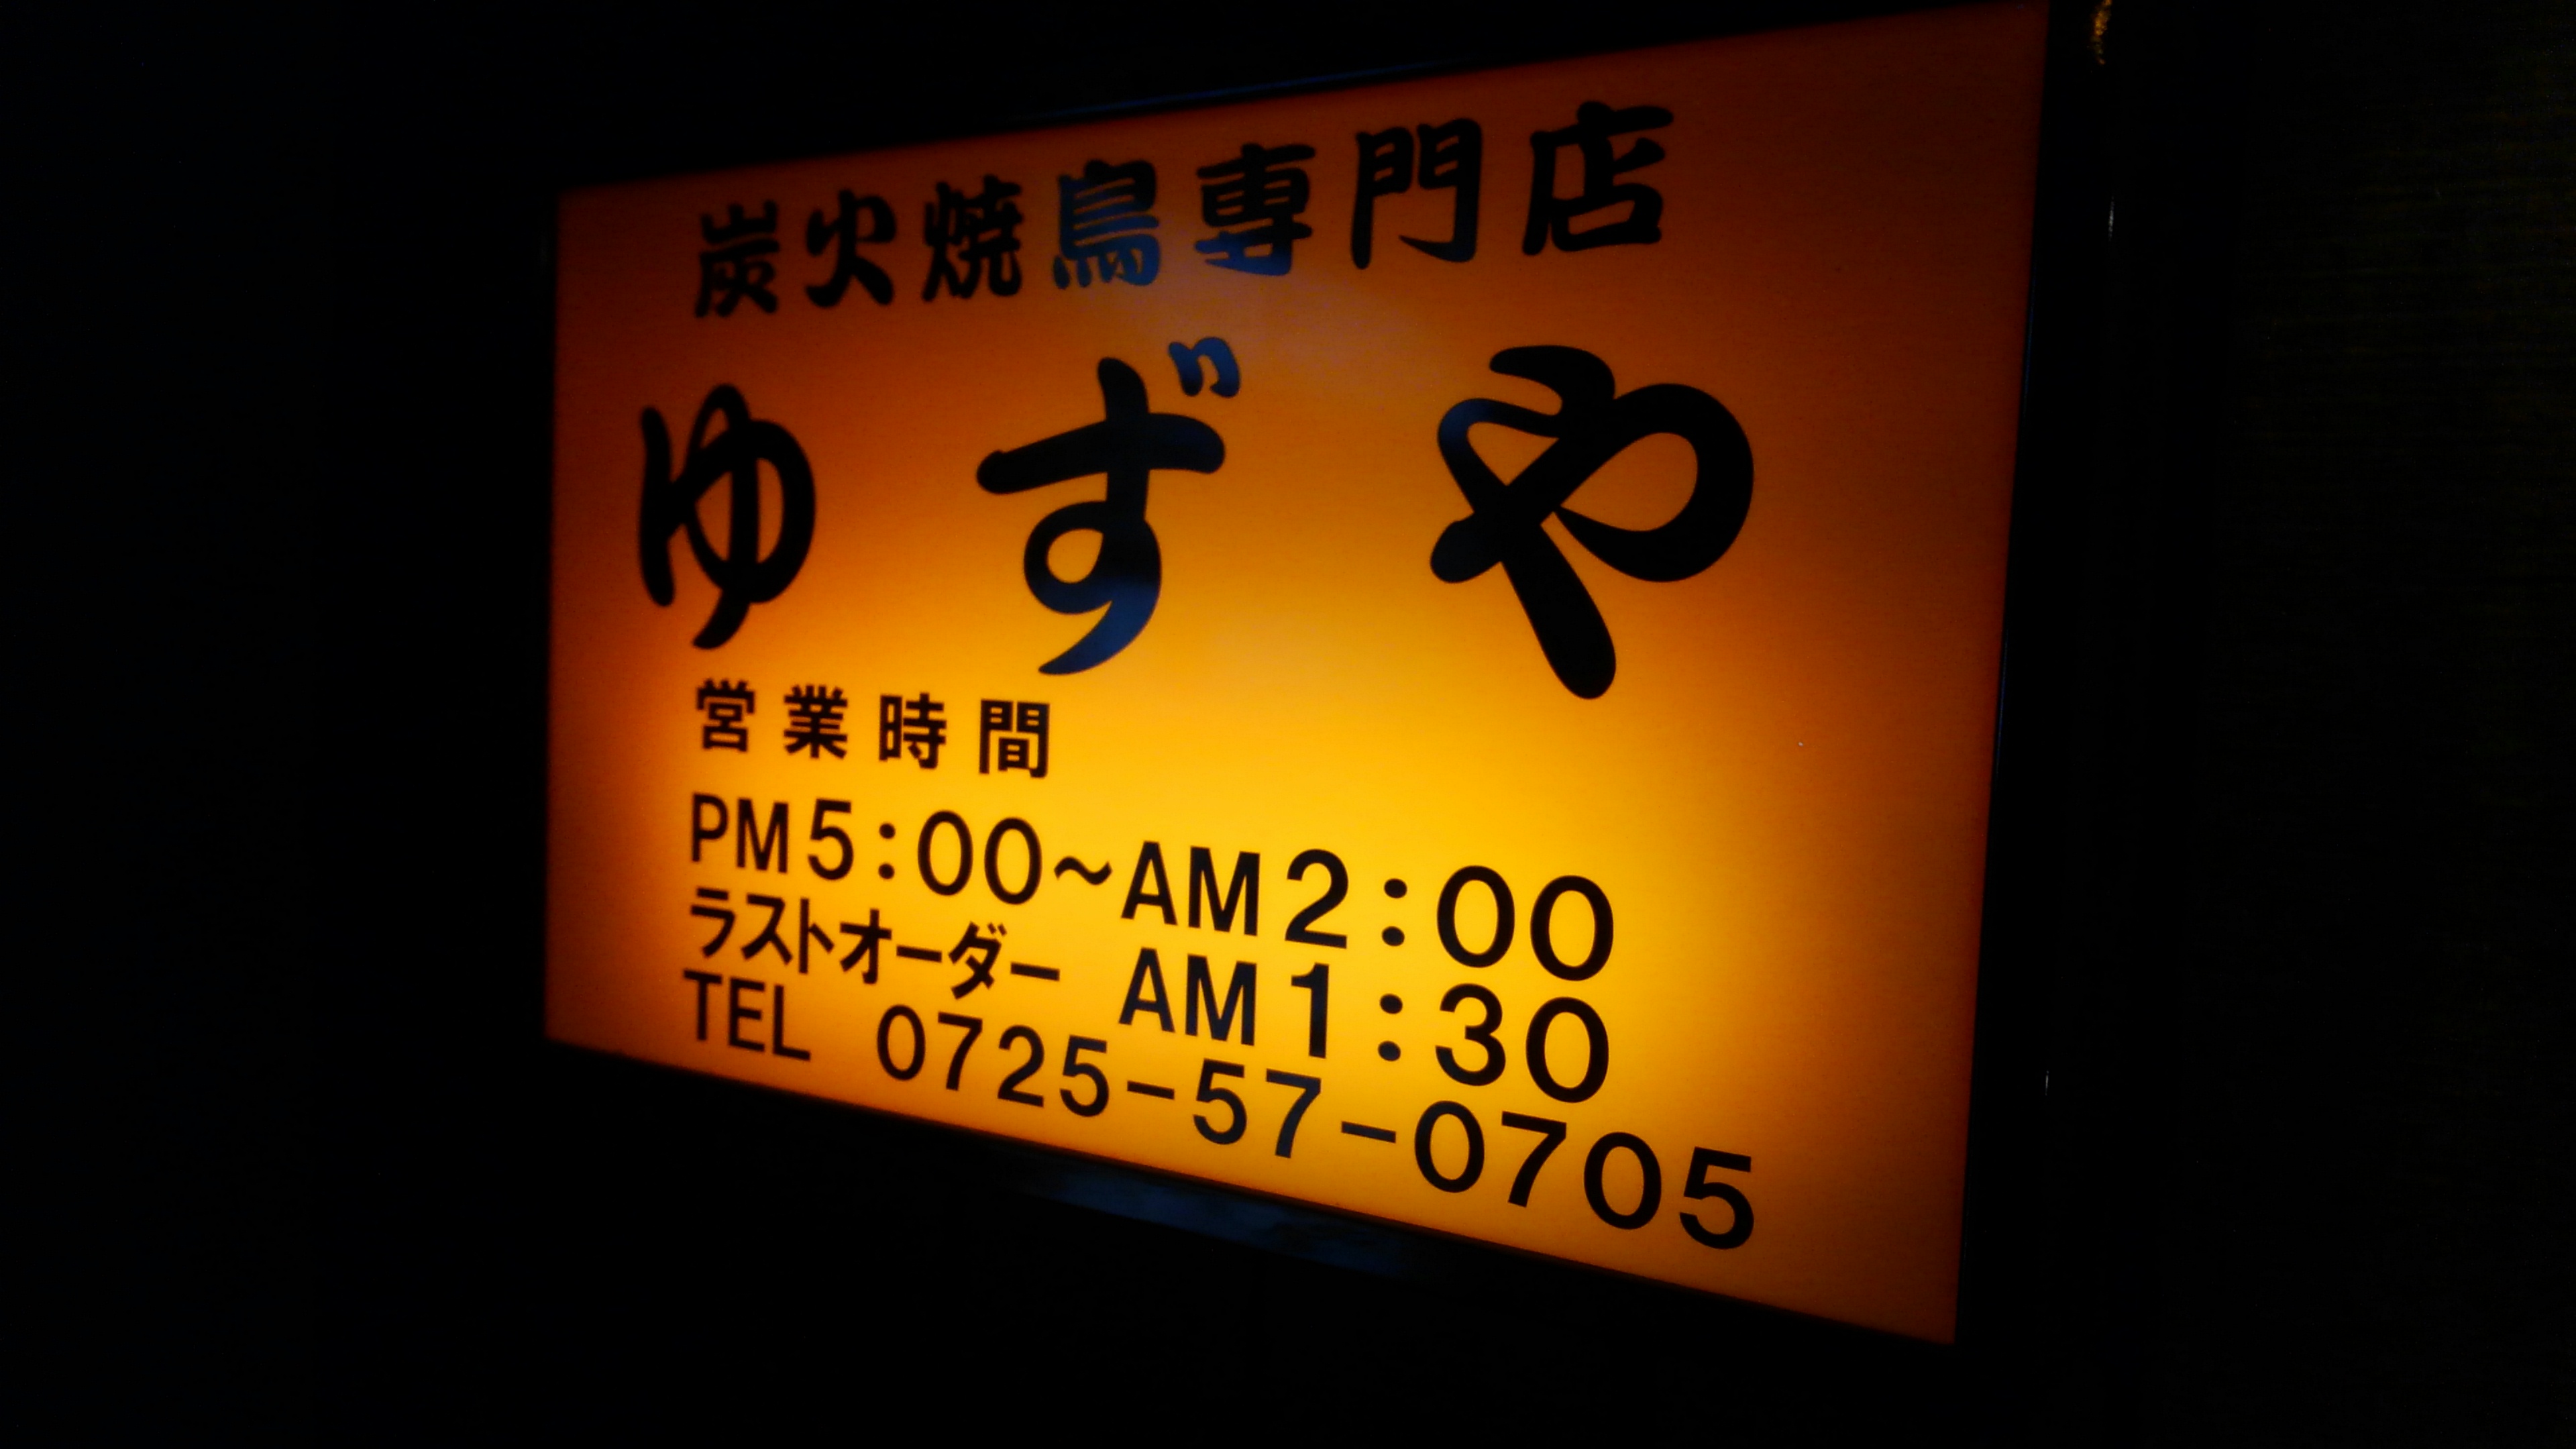 炭火焼鳥専門店
ゆずや
営業時間
PM5:00~AM2:00
ラストオーダー AM1:30
TEL 0725-57-0705